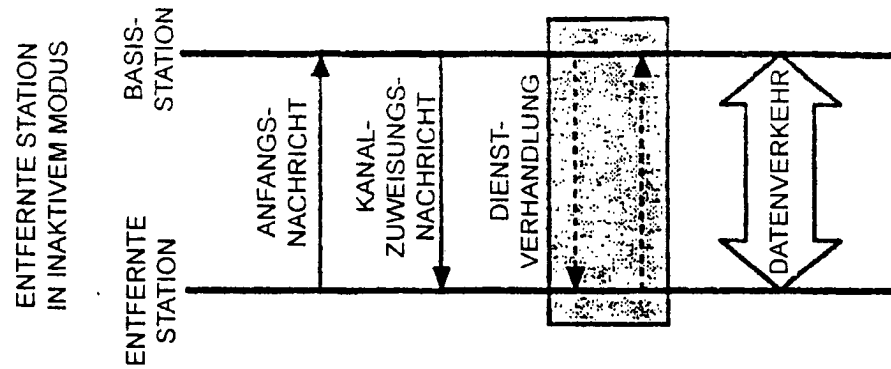 ENTFERNTE STATION
IN INAKTIVEM MODUS
ENTFERNTE
STATION
BASIS-
STATION
ANFANGS-
NACHRICHT
KANAL-
ZUWEISUNGS-
NACHRICHT
DIENST-
VERHANDLUNG
DATENVERKEHR